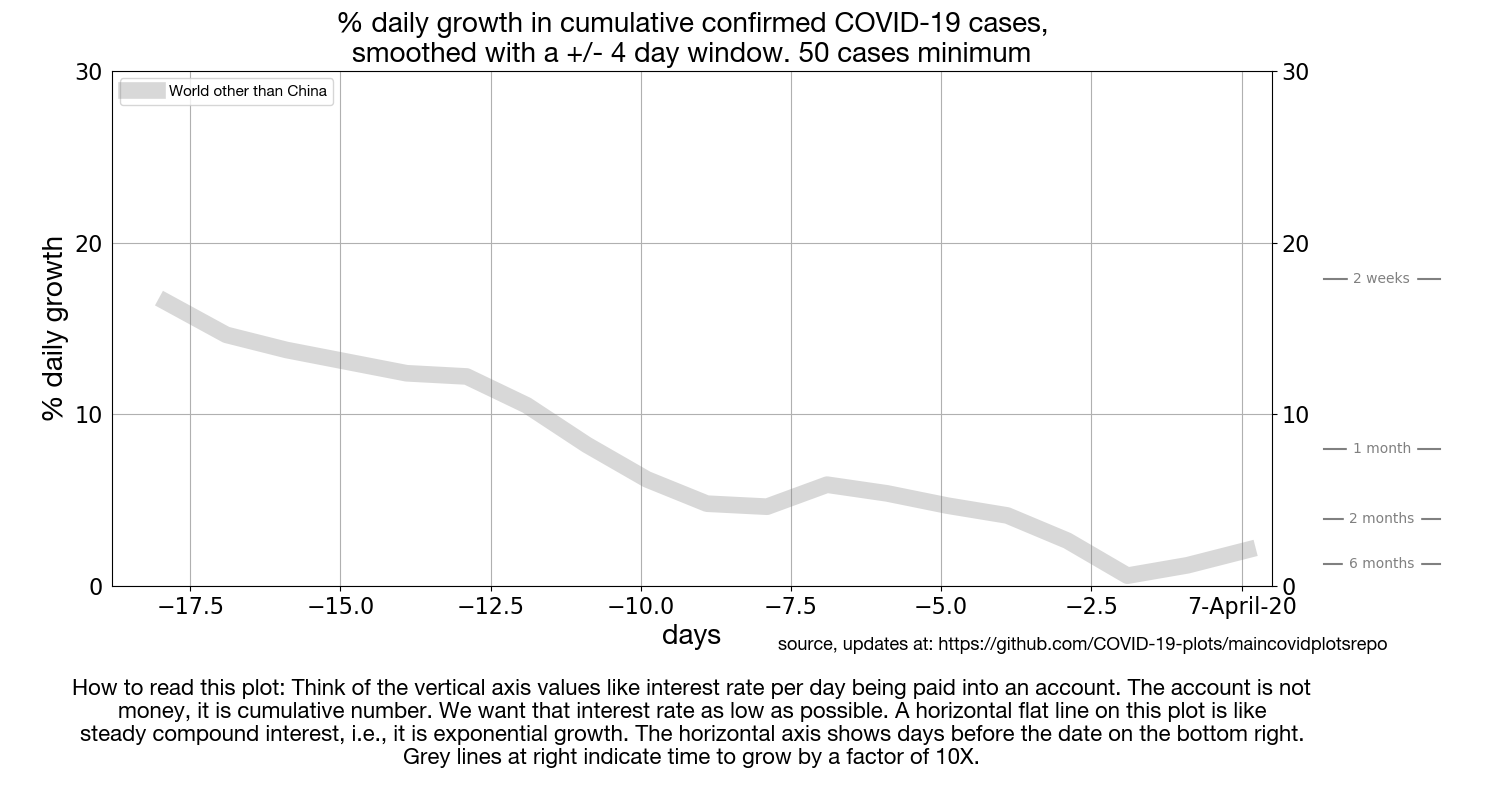 % daily growth in cumulative confirmed COVID-19 cases,
smoothed with a +/- 4 day window. 50 cases minimum
World other than China
% daily growth
30
20
10
0
30
20
10
0
2 weeks
1 month
2 months
6 months
−17.5
−15.0
−12.5
−10.0
−7.5
−5.0
−2.5
7-April-20
days
source, updates at: https://github.com/COVID-19-plots/maincovidplotsrepo
How to read this plot: Think of the vertical axis values like interest rate per day being paid into an account. The account is not
money, it is cumulative number. We want that interest rate as low as possible. A horizontal flat line on this plot is like
steady compound interest, i.e., it is exponential growth. The horizontal axis shows days before the date on the bottom right.
Grey lines at right indicate time to grow by a factor of 10X.